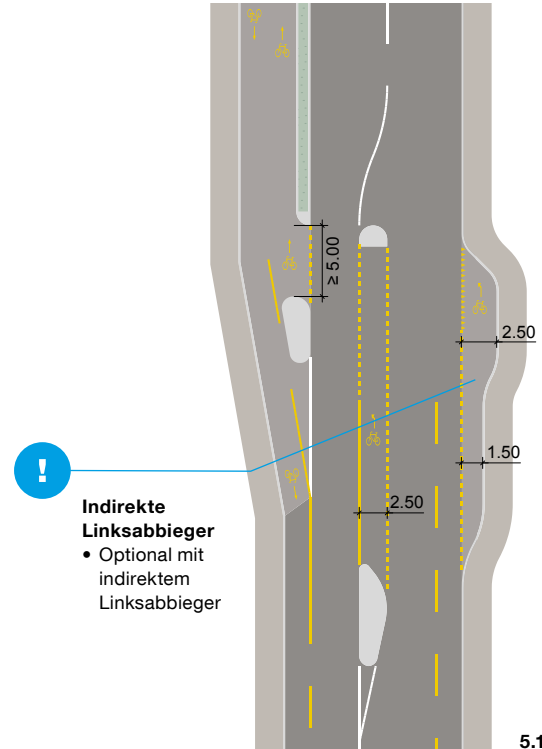 ≥ 5.00
2.50
1.50
2.50
!
Indirekte
Linksabbieger
• Optional mit
indirektem
Linksabbieger
5.1